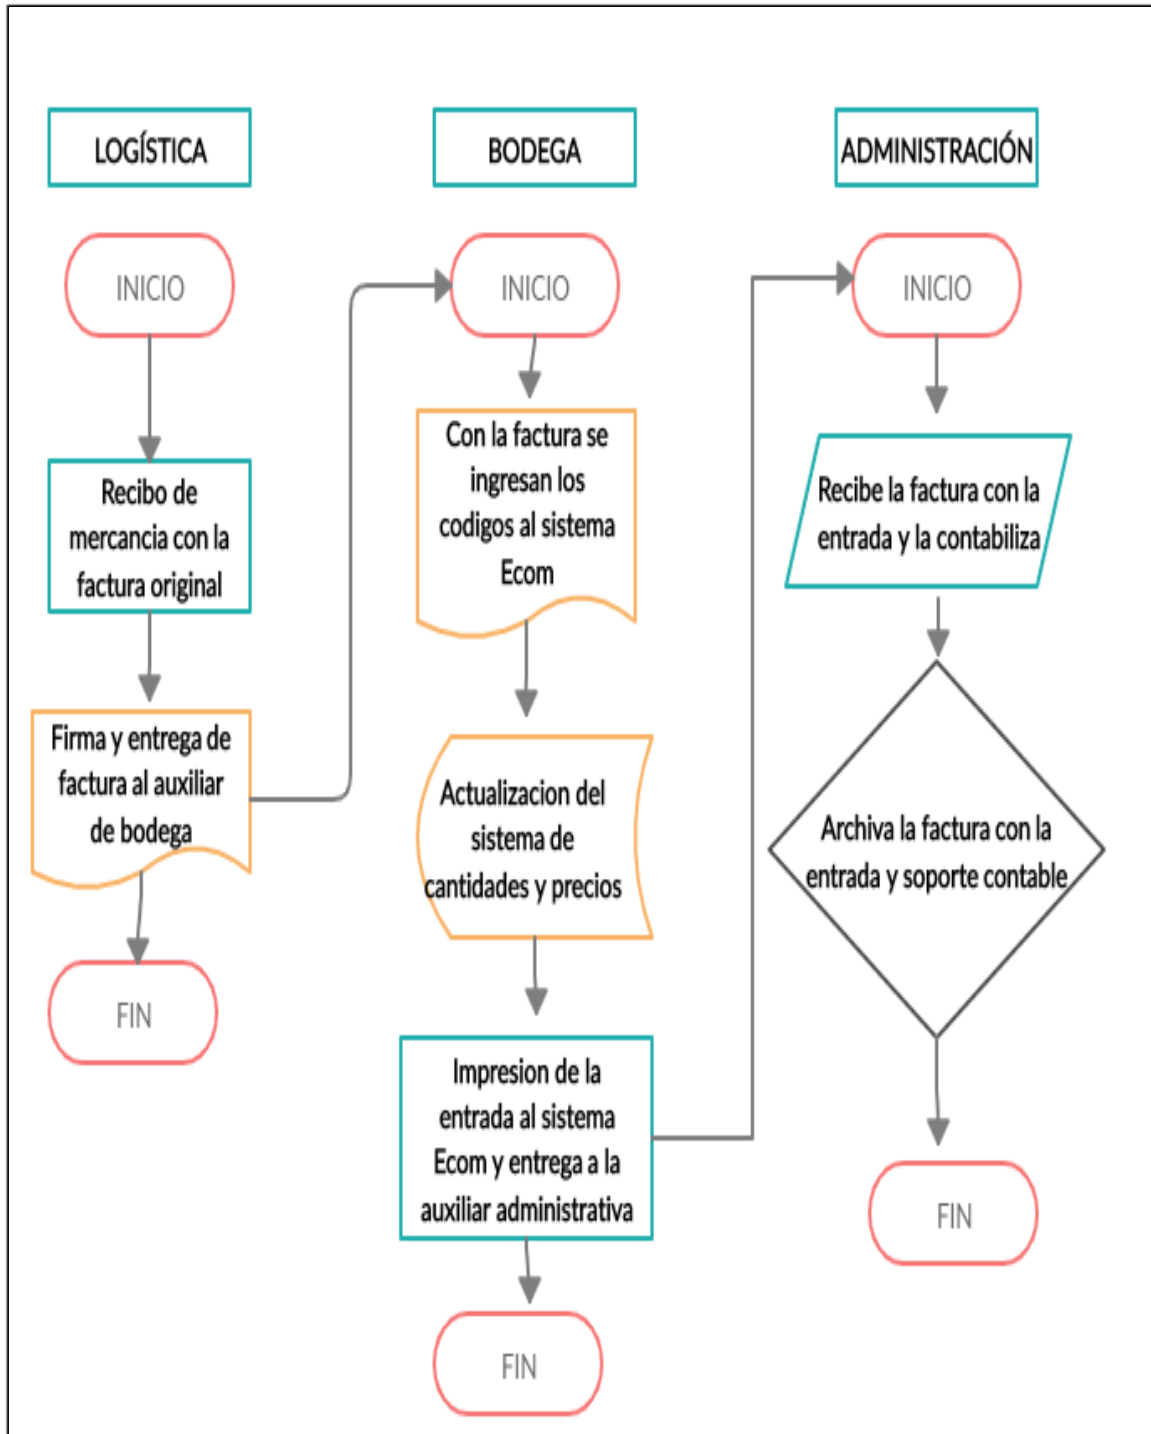 LOGÍSTICA
INICIO
Recibo de
mercancia con la
factura original
Firma y entrega de
factura al auxiliar
de bodega
FIN
BODEGA
INICIO
Con la factura se
ingresan los
codigos al sistema
Ecom
Actualizacion del
sistema de
cantidades y precios
Impresion de la
entrada al sistema
Ecom y entrega a la
auxiliar administrativa
FIN
ADMINISTRACIÓN
INICIO
Recibe la factura con la
entrada y la contabiliza
Archiva la factura con la
entrada y soporte contable
FIN